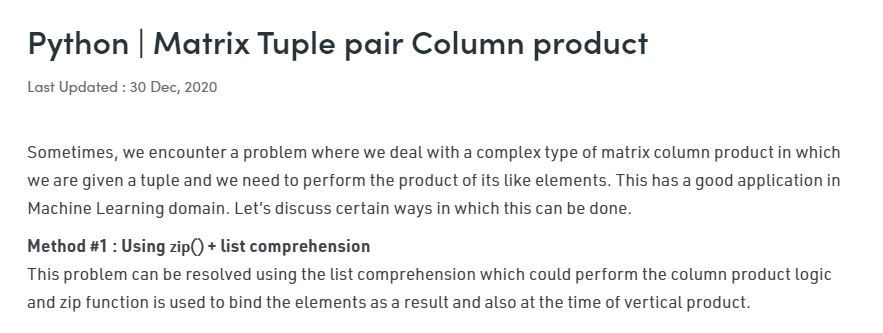 Python | Matrix Tuple pair Column product
Last Updated : 30 Dec, 2020
Sometimes, we encounter a problem where we deal with a complex type of matrix column product in which
we are given a tuple and we need to perform the product of its like elements. This has a good application in
Machine Learning domain. Let’s discuss certain ways in which this can be done.
Method #1 : Using zip() + list comprehension
This problem can be resolved using the list comprehension which could perform the column product logic
and zip function is used to bind the elements as a result and also at the time of vertical product.